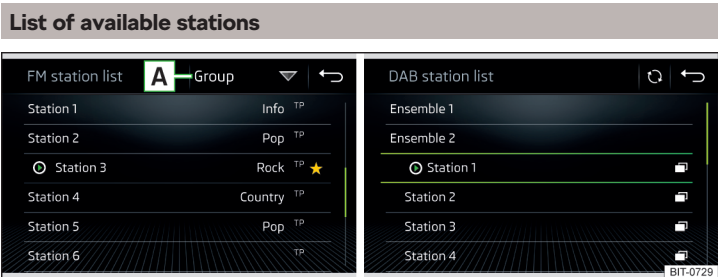 List of available stations
FM station list A Group
Station 1 Info TP
Station 2 Pop TP
Station 3 Rock TP
Station 4 Country TP
Station 5 Pop TP
Station 6 TP
DAB station list
Ensemble 1
Ensemble 2
Station 1
Station 2
Station 3
Station 4
BIT-0729